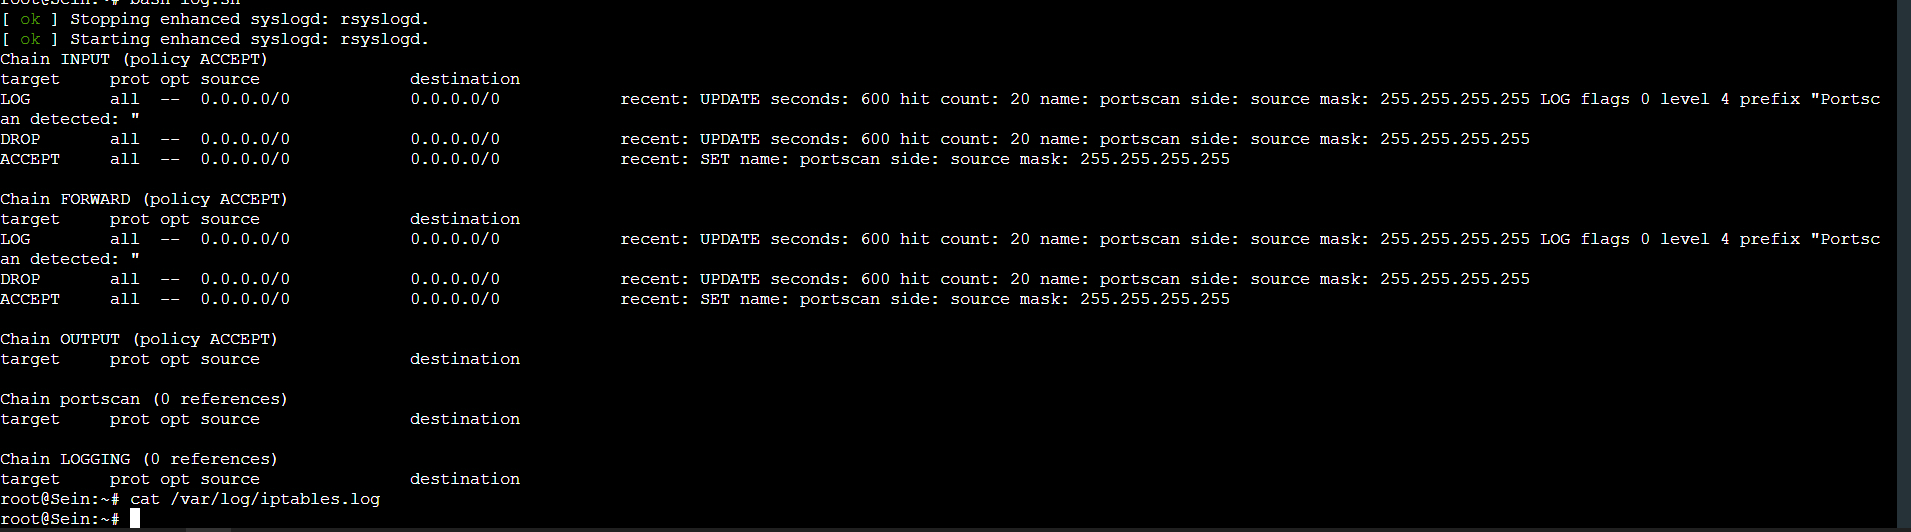 root@Sein:~# bash log.sh
[ ok ] Stopping enhanced syslogd: rsyslogd.
[ ok ] Starting enhanced syslogd: rsyslogd.
Chain INPUT (policy ACCEPT)
target     prot opt source               destination
LOG        all  --  0.0.0.0/0            0.0.0.0/0            recent: UPDATE seconds: 600 hit count: 20 name: portscan side: source mask: 255.255.255.255 LOG flags 0 level 4 prefix "Portsc
an detected: "
DROP       all  --  0.0.0.0/0            0.0.0.0/0            recent: UPDATE seconds: 600 hit count: 20 name: portscan side: source mask: 255.255.255.255
ACCEPT     all  --  0.0.0.0/0            0.0.0.0/0            recent: SET name: portscan side: source mask: 255.255.255.255
Chain FORWARD (policy ACCEPT)
target     prot opt source               destination
LOG        all  --  0.0.0.0/0            0.0.0.0/0            recent: UPDATE seconds: 600 hit count: 20 name: portscan side: source mask: 255.255.255.255 LOG flags 0 level 4 prefix "Portsc
an detected: "
DROP       all  --  0.0.0.0/0            0.0.0.0/0            recent: UPDATE seconds: 600 hit count: 20 name: portscan side: source mask: 255.255.255.255
ACCEPT     all  --  0.0.0.0/0            0.0.0.0/0            recent: SET name: portscan side: source mask: 255.255.255.255
Chain OUTPUT (policy ACCEPT)
target     prot opt source               destination
Chain portscan (0 references)
target     prot opt source               destination
Chain LOGGING (0 references)
target     prot opt source               destination
root@Sein:~# cat /var/log/iptables.log
root@Sein:~#